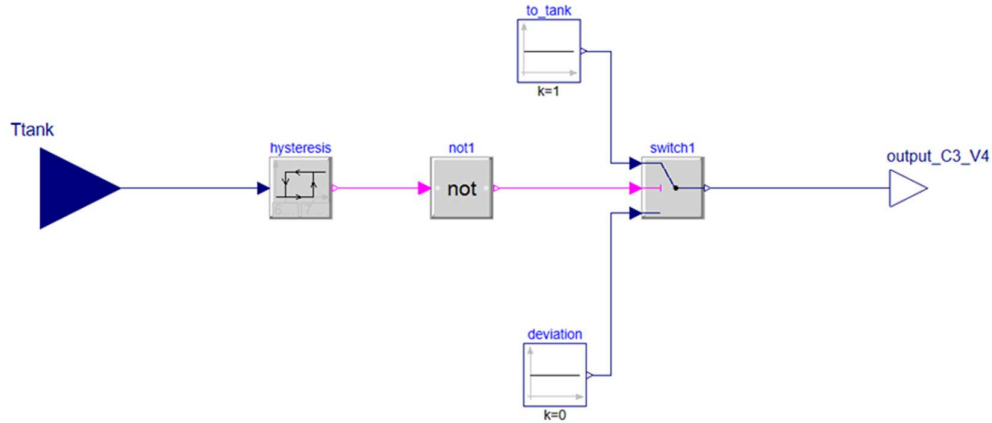 to_tank
k=1
Ttank
hysteresis
not1
not
switch1
output_C3_V4
deviation
k=0